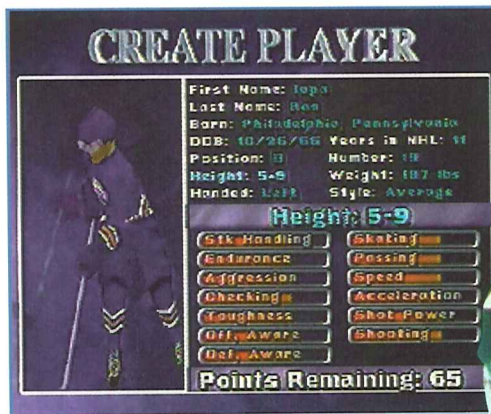 CREATE PLAYER
First Name:
Last Name:
Born: Philadelphia, Pennsylvania
DOB: 10/26/66 Years in NHL: 11
Position: Number:
Height: 5-9 Weight: lbs
Handed: Left Style: Average
Height: 5-9
Stk Handling Skating
Endurance Passing
Aggression Speed
Checking Acceleration
Toughness Shot Power
Off. Aware Shooting
Def. Aware
Points Remaining: 65